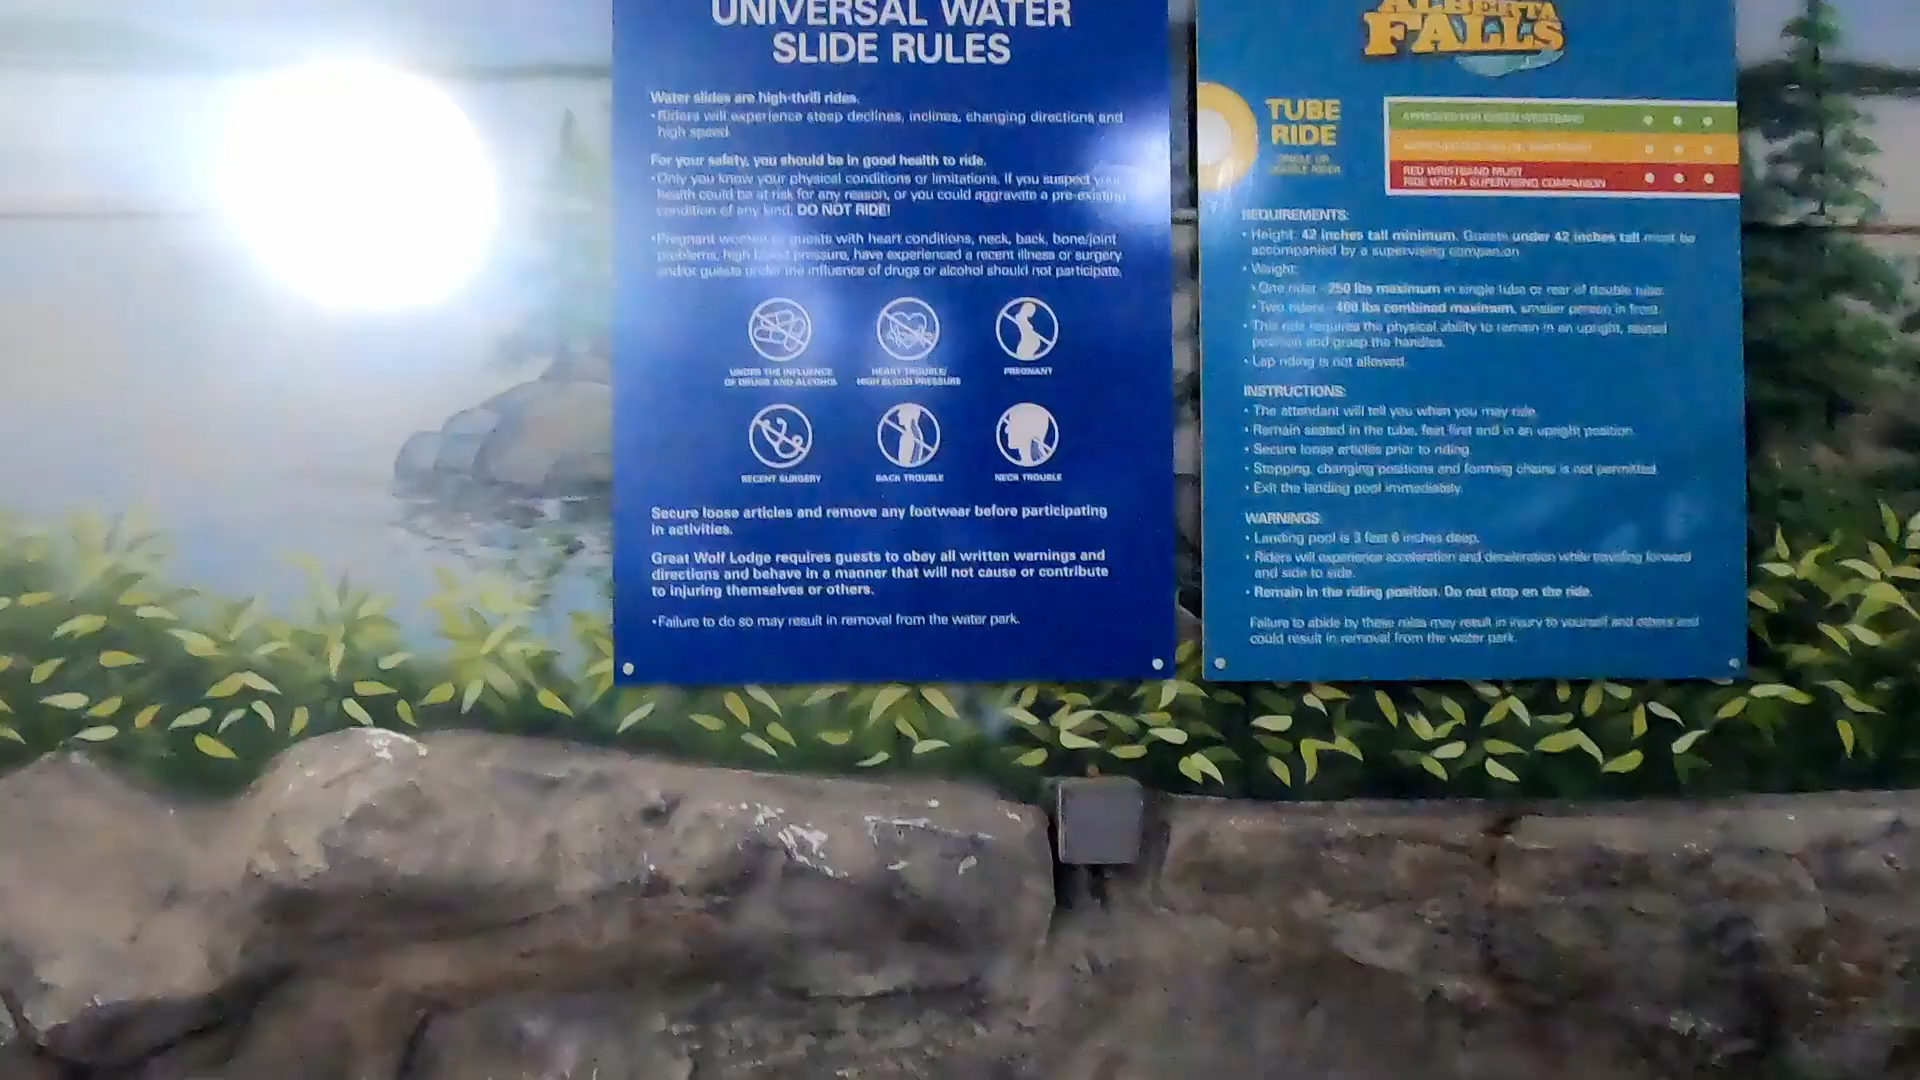 UNIVERSAL WATER
SLIDE RULES
Water slides are high-thrill rides.
• Riders will experience steep declines, inclines, changing directions and
high speed.
For your safety, you should be in good health to ride.
• Only you know your physical conditions or limitations. If you suspect your
health could be at risk for any reason, or you could aggravate a pre-existing
condition of any kind, DO NOT RIDE!
• Pregnant women or guests with heart conditions, neck, back, bone/joint
problems, high blood pressure, have experienced a recent illness or surgery
and/or guests under the influence of drugs or alcohol should not participate.
UNDER THE INFLUENCE
OF DRUGS AND ALCOHOL
HEART TROUBLE/
HIGH BLOOD PRESSURE
PREGNANT
RECENT SURGERY
BACK TROUBLE
NECK TROUBLE
Secure loose articles and remove any footwear before participating
in activities.
Great Wolf Lodge requires guests to obey all written warnings and
directions and behave in a manner that will not cause or contribute
to injuring themselves or others.
• Failure to do so may result in removal from the water park.
ALBERTA
FALLS
TUBE
RIDE
SINGLE OR
DOUBLE RIDER
APPROVED FOR GREEN WRISTBAND
RED WRISTBAND MUST
RIDE WITH A SUPERVISING COMPANION
REQUIREMENTS:
• Height: 42 inches tall minimum. Guests under 42 inches tall must be
accompanied by a supervising companion.
• Weight:
• One rider - 250 lbs maximum in single tube or rear of double tube.
• Two riders - 400 lbs combined maximum, smaller person in front.
• This ride requires the physical ability to remain in an upright, seated
position and grasp the handles.
• Lap riding is not allowed.
INSTRUCTIONS:
• The attendant will tell you when you may ride.
• Remain seated in the tube, feet first and in an upright position.
• Secure loose articles prior to riding.
• Stopping, changing positions and forming chains is not permitted.
• Exit the landing pool immediately.
WARNINGS:
• Landing pool is 3 feet 6 inches deep.
• Riders will experience acceleration and deceleration while traveling forward
and side to side.
• Remain in the riding position. Do not stop on the ride.
Failure to abide by these rules may result in injury to yourself and others and
could result in removal from the water park.